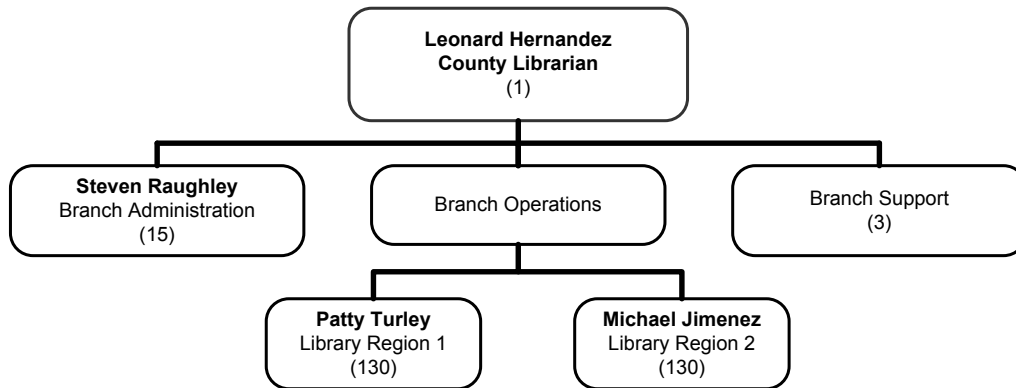 Leonard Hernandez
County Librarian
(1)
Steven Raughley
Branch Administration
(15)
Branch Operations
Branch Support
(3)
Patty Turley
Library Region 1
(130)
Michael Jimenez
Library Region 2
(130)